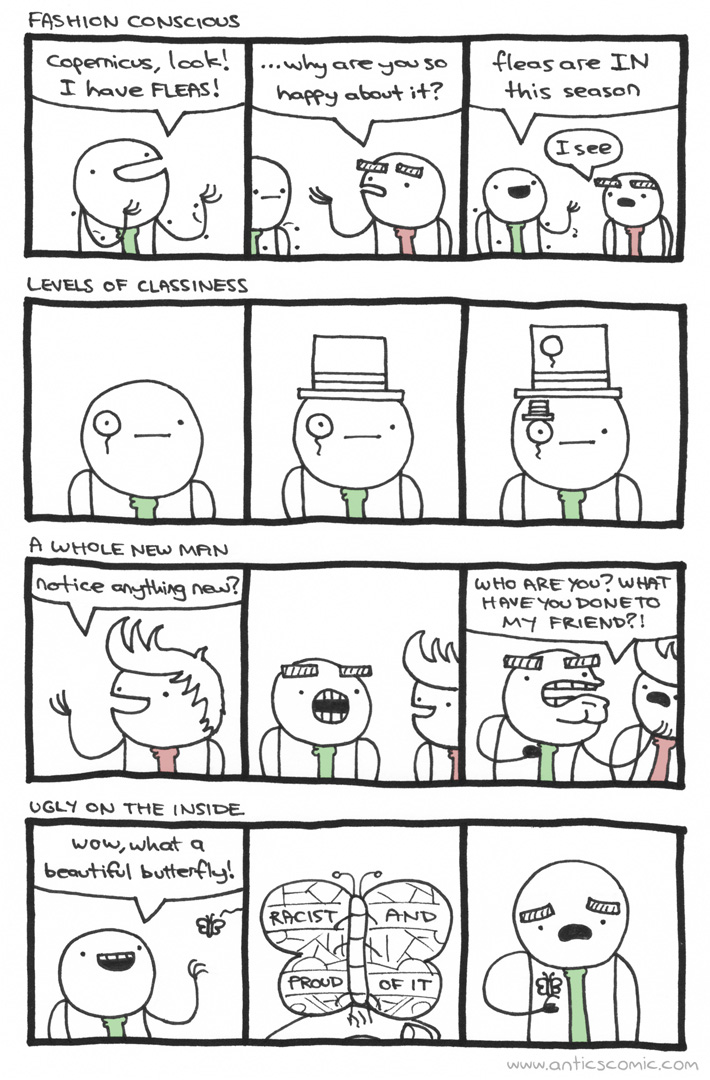 FASHION CONSCIOUS
Copernicus, look!
I have FLEAS!
...why are you so
happy about it?
fleas are IN
this season
I see
LEVELS OF CLASSINESS
A WHOLE NEW MAN
notice anything new?
WHO ARE YOU? WHAT
HAVE YOU DONE TO
MY FRIEND?!
UGLY ON THE INSIDE
wow, what a
beautiful butterfly!
RACIST AND
PROUD OF IT
www.anticscomic.com